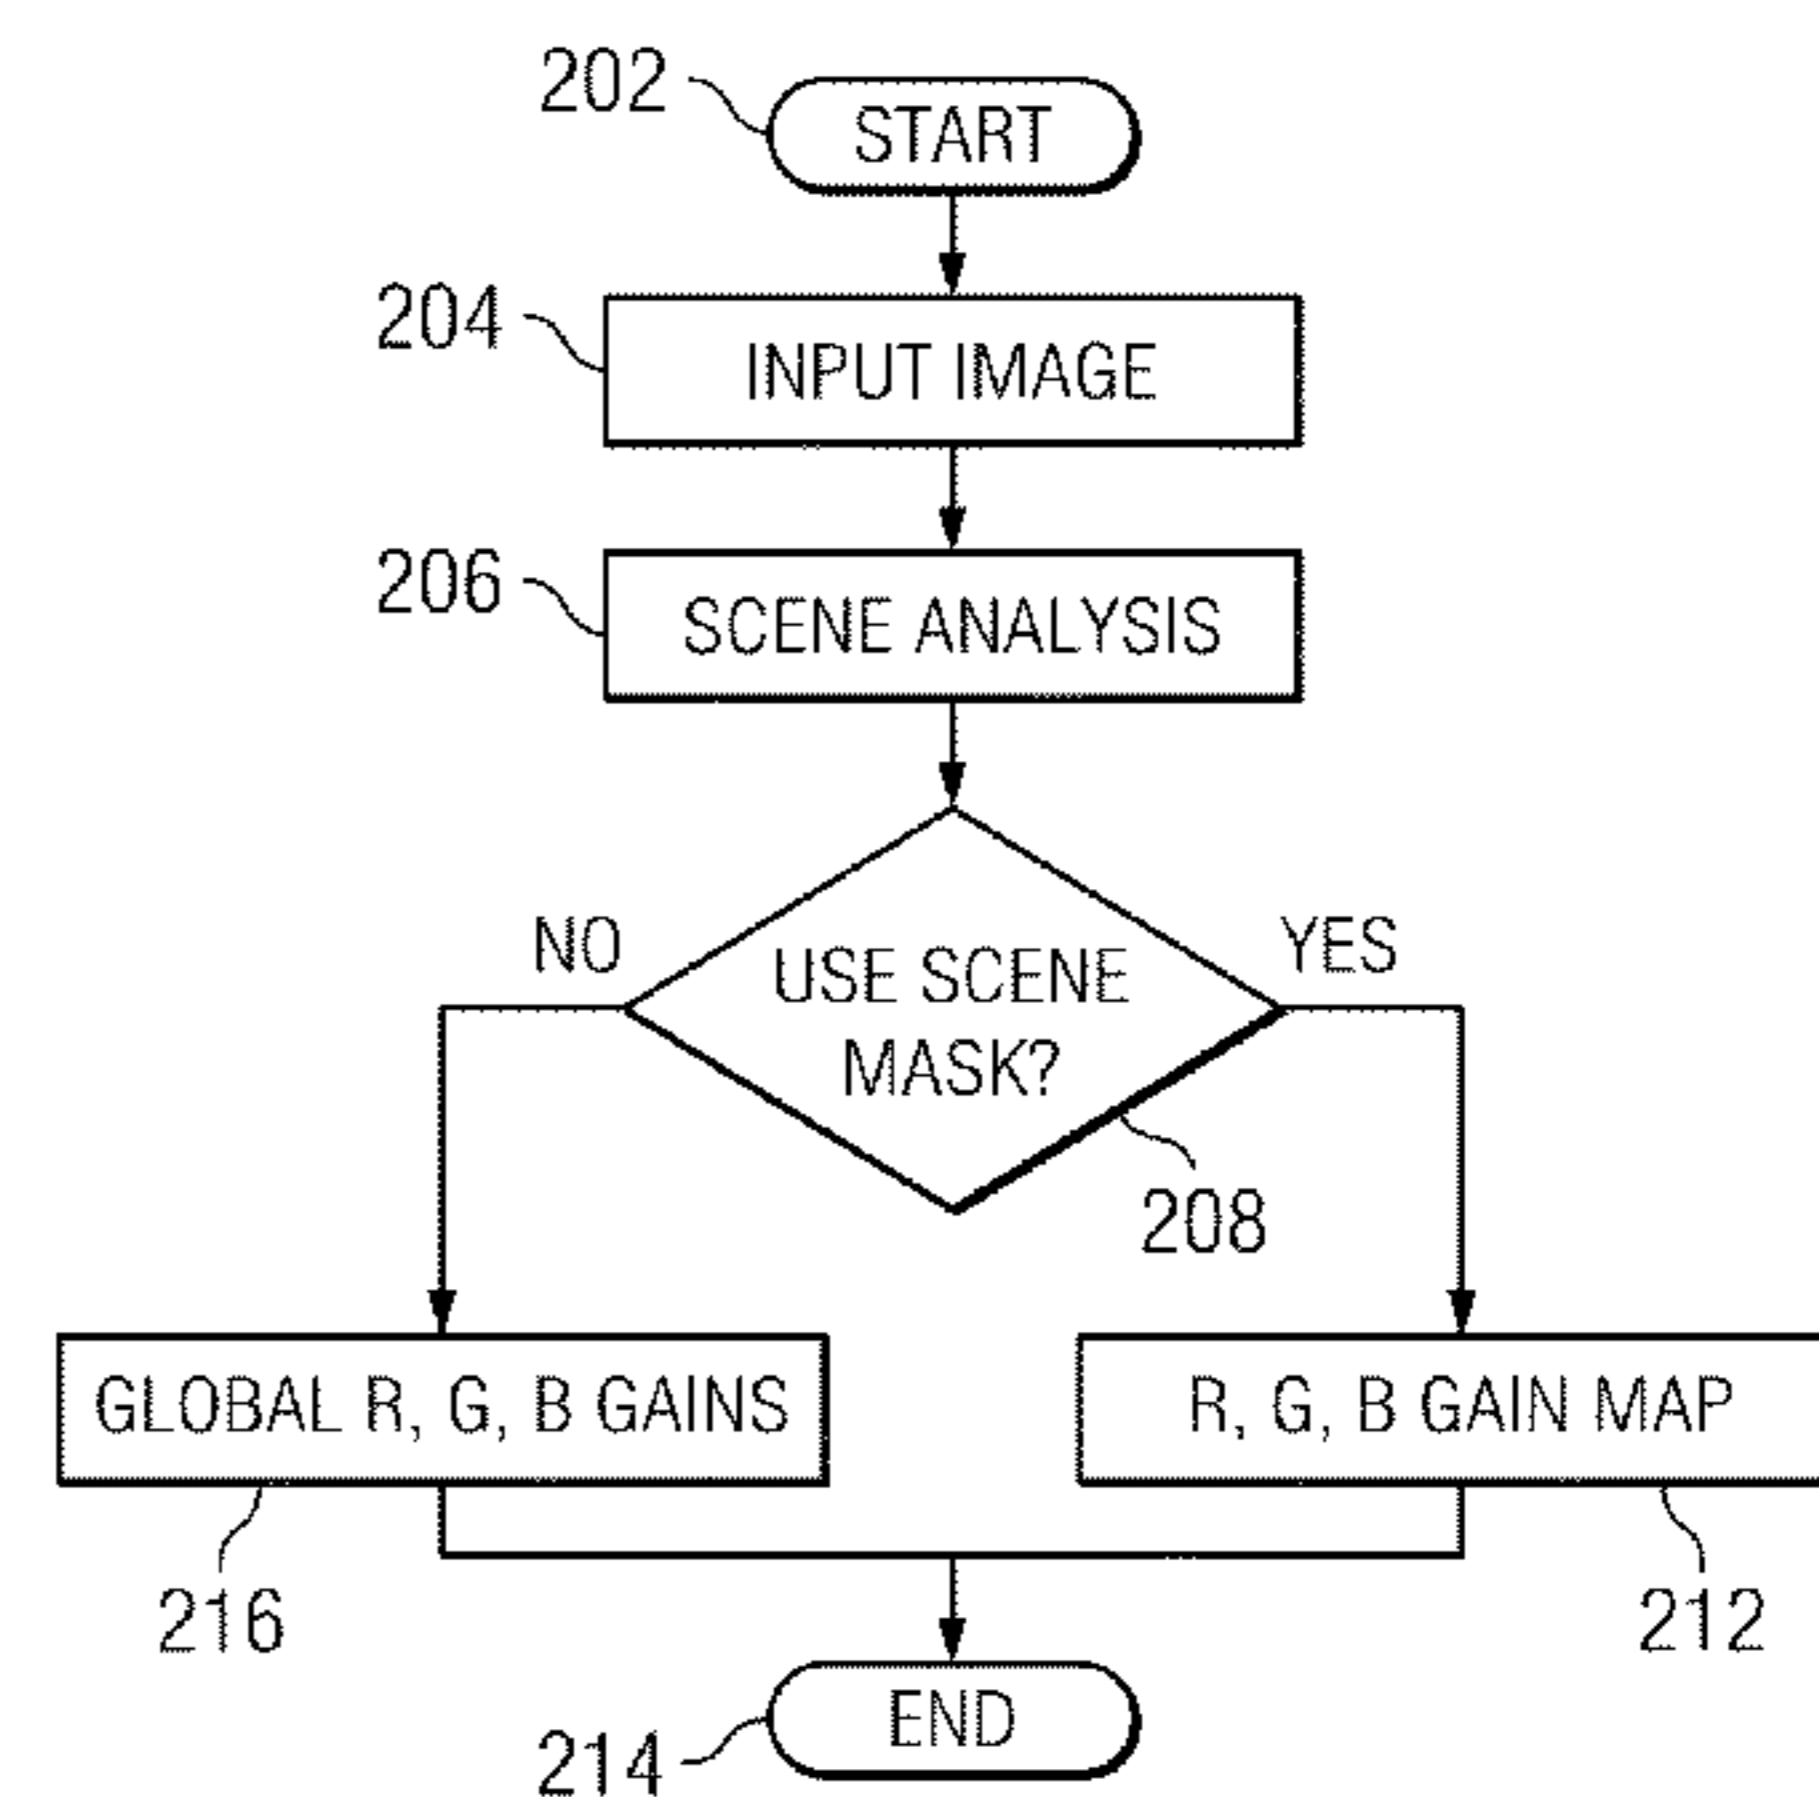 202
START
204
INPUT IMAGE
206
SCENE ANALYSIS
NO
YES
USE SCENE
MASK?
208
GLOBAL R, G, B GAINS
R, G, B GAIN MAP
216
212
END
214